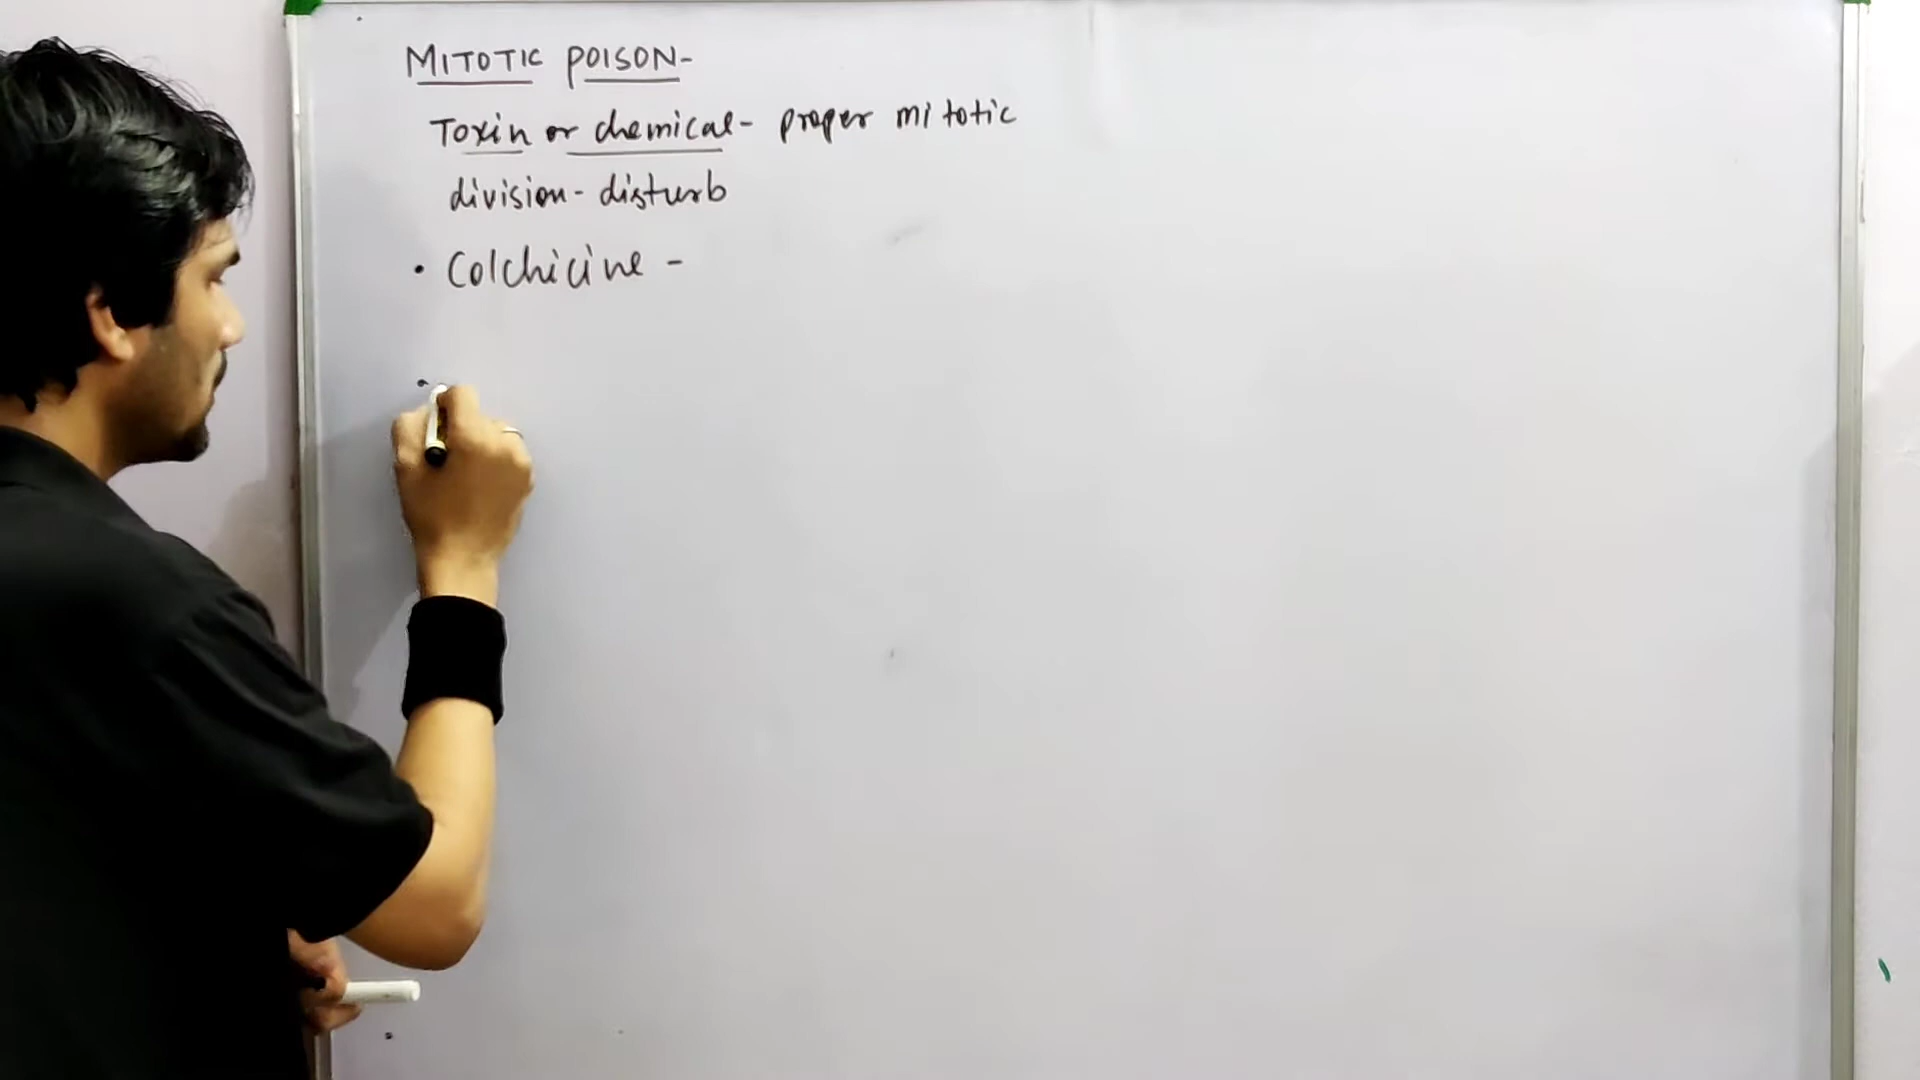 MITOTIC POISON-
Toxin or chemical- proper mitotic
division- disturb
• Colchicine -